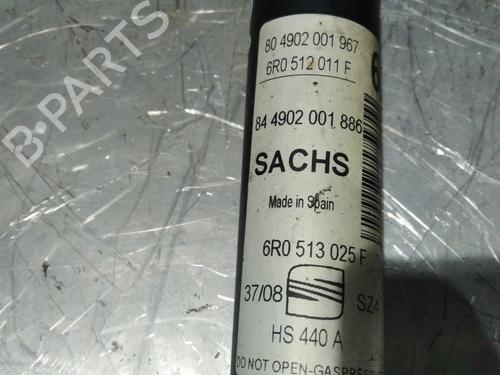 80 4902 001 967
6R0 512 011 F
84 4902 001 886
SACHS
Made in Spain
6R0 513 025 F
37/08
SZ4
HS 440 A
DO NOT OPEN-GASPRES
B-PARTS